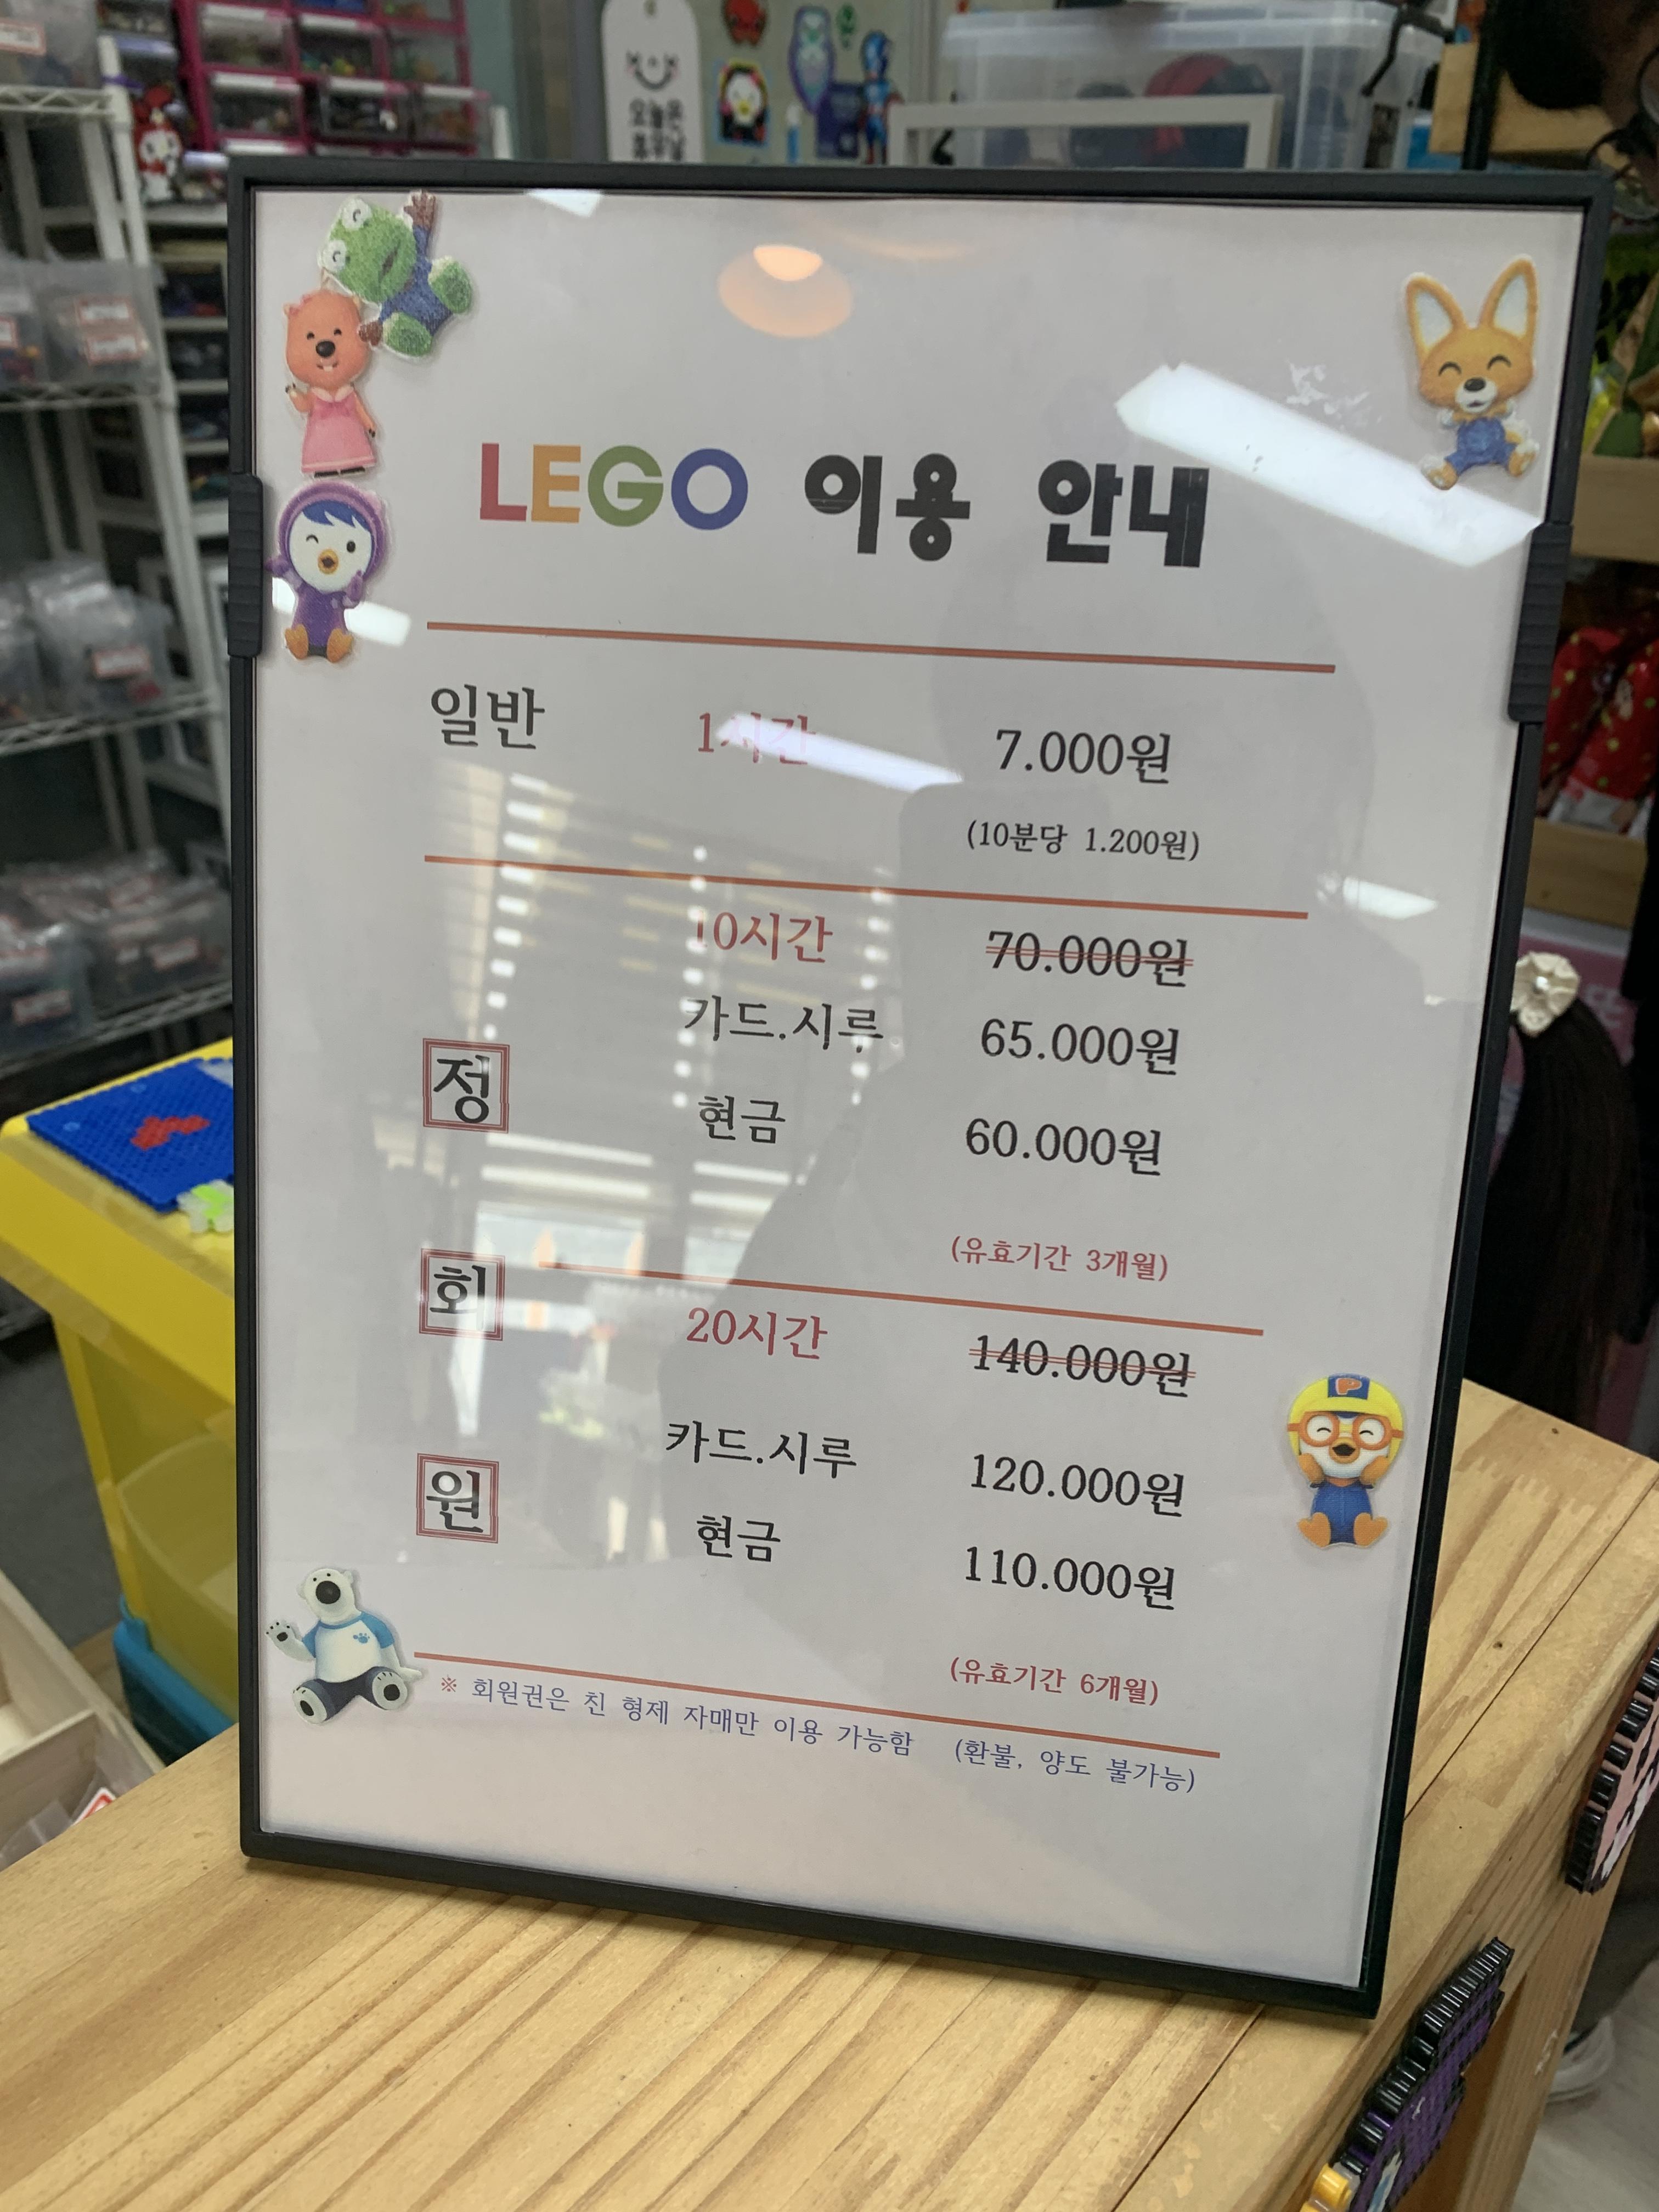 오늘은
LEGO 이용 안내
일반 1시간 7.000원
(10분당 1.200원)
10시간 70.000원
카드.시루 65.000원
정
현금 60.000원
(유효기간 3개월)
회
20시간 140.000원
카드.시루 120.000원
원
현금 110.000원
(유효기간 6개월)
※ 회원권은 친 형제 자매만 이용 가능함 (환불, 양도 불가능)
P